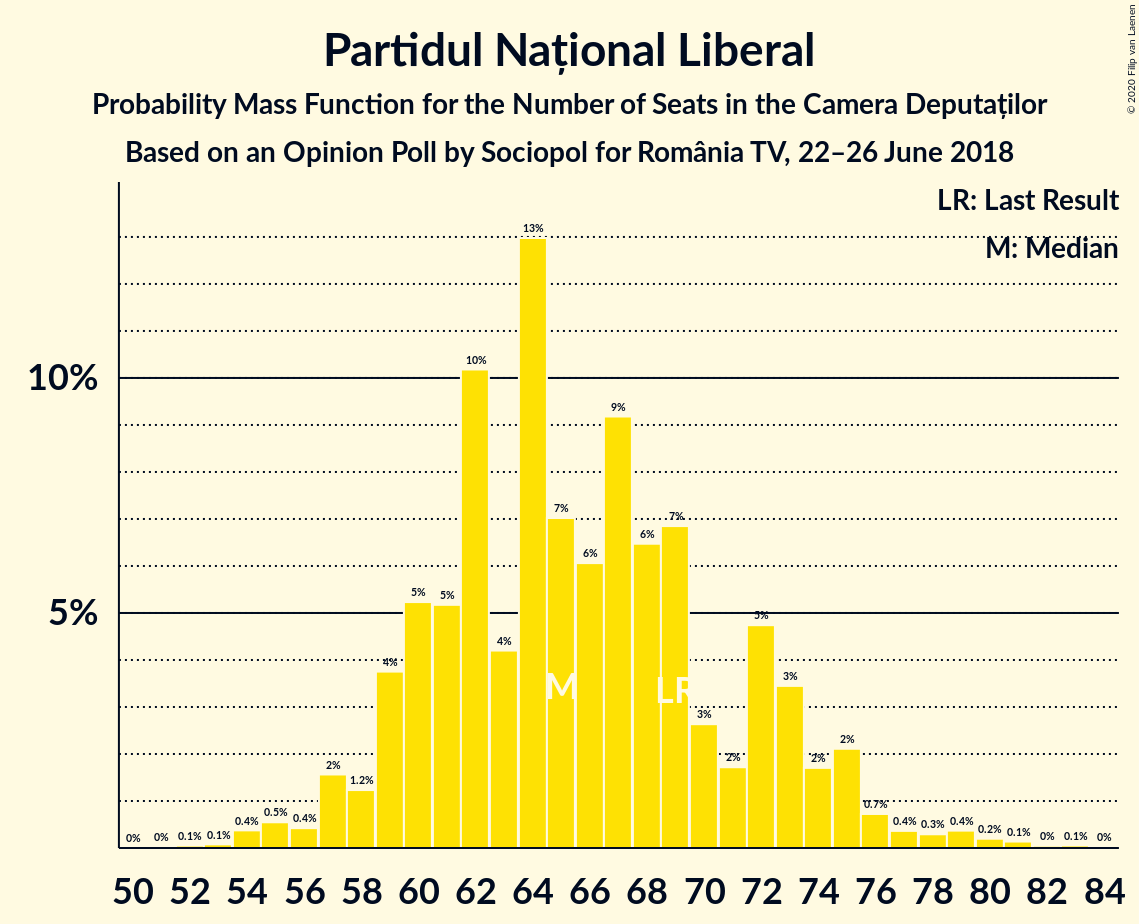 Partidul Național Liberal
Probability Mass Function for the Number of Seats in the Camera Deputaților
Based on an Opinion Poll by Sociopol for România TV, 22–26 June 2018
© 2020 Filip van Laenen
LR: Last Result
M: Median
10%
5%
0% 0% 0.1% 0.1% 0.4% 0.5% 0.4% 2% 1.2% 4% 5% 5% 10% 4% 13% 7% 6% 9% 6% 7% 3% 2% 5% 3% 2% 2% 0.7% 0.4% 0.3% 0.4% 0.2% 0.1% 0% 0.1% 0%
M LR
50 52 54 56 58 60 62 64 66 68 70 72 74 76 78 80 82 84